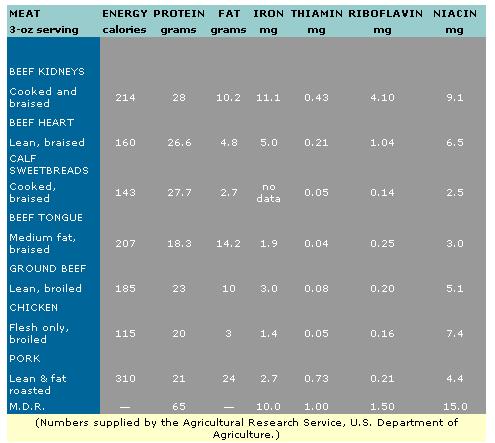 MEAT ENERGY PROTEIN FAT IRON THIAMIN RIBOFLAVIN NIACIN
3-oz serving calories grams grams mg mg mg mg
BEEF KIDNEYS
Cooked and
braised 214 28 10.2 11.1 0.43 4.10 9.1
BEEF HEART
Lean, braised 160 26.6 4.8 5.0 0.21 1.04 6.5
CALF
SWEETBREADS
Cooked,
braised 143 27.7 2.7 no data 0.05 0.14 2.5
BEEF TONGUE
Medium fat,
braised 207 18.3 14.2 1.9 0.04 0.25 3.0
GROUND BEEF
Lean, broiled 185 23 10 3.0 0.08 0.20 5.1
CHICKEN
Flesh only,
broiled 115 20 3 1.4 0.05 0.16 7.4
PORK
Lean & fat
roasted 310 21 24 2.7 0.73 0.21 4.4
M.D.R. — 65 — 10.0 1.00 1.50 15.0
(Numbers supplied by the Agricultural Research Service, U.S. Department of
Agriculture.)